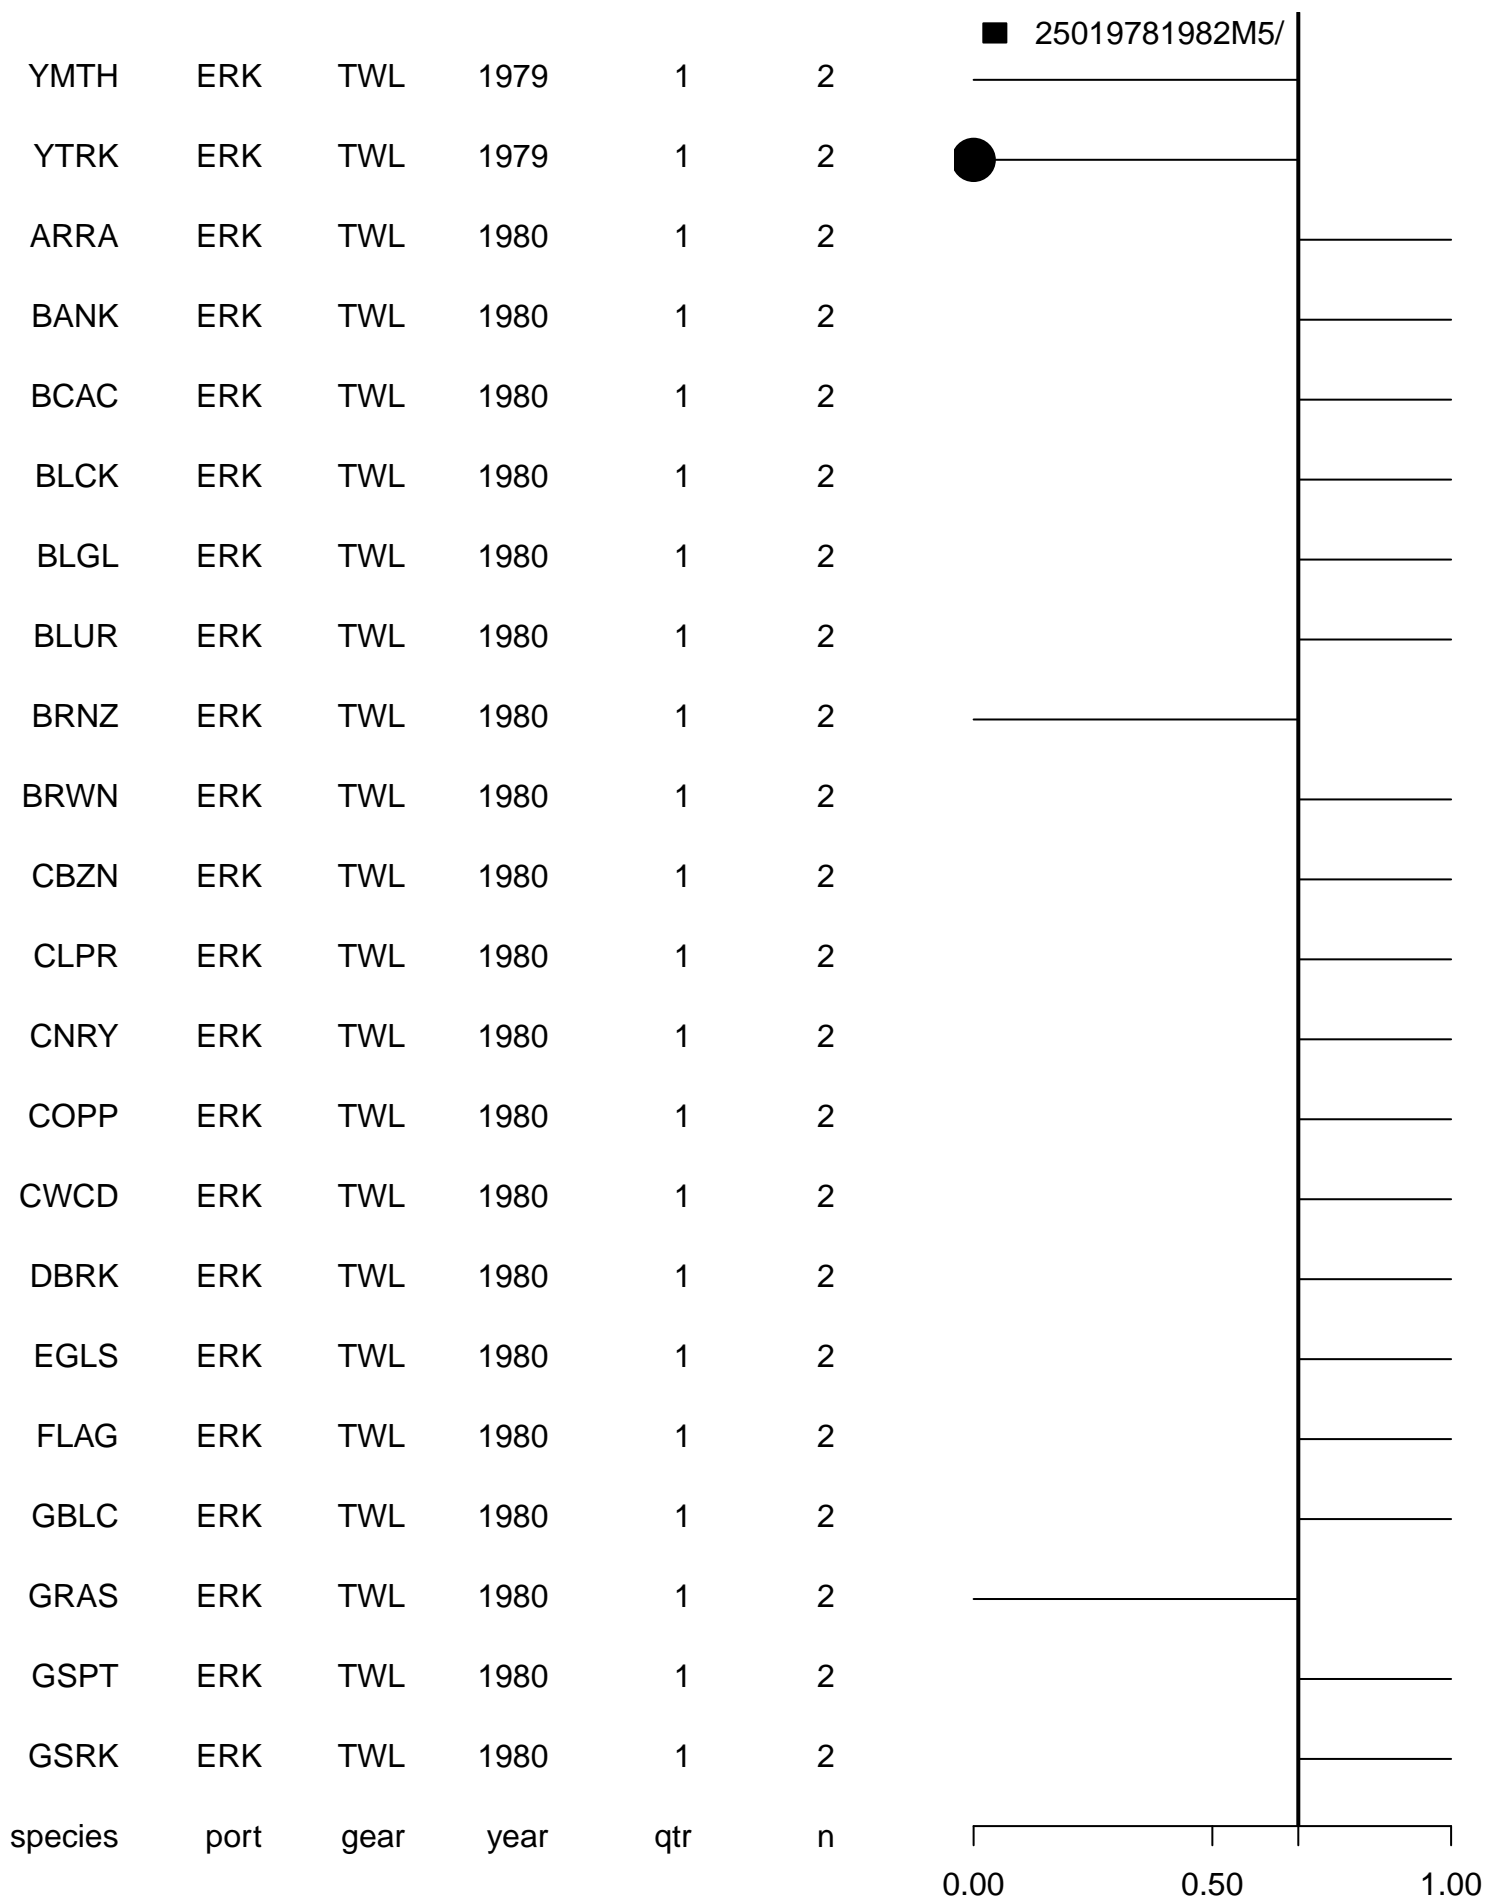 25019781982M5/
YMTH ERK TWL 1979 1 2
YTRK ERK TWL 1979 1 2
ARRA ERK TWL 1980 1 2
BANK ERK TWL 1980 1 2
BCAC ERK TWL 1980 1 2
BLCK ERK TWL 1980 1 2
BLGL ERK TWL 1980 1 2
BLUR ERK TWL 1980 1 2
BRNZ ERK TWL 1980 1 2
BRWN ERK TWL 1980 1 2
CBZN ERK TWL 1980 1 2
CLPR ERK TWL 1980 1 2
CNRY ERK TWL 1980 1 2
COPP ERK TWL 1980 1 2
CWCD ERK TWL 1980 1 2
DBRK ERK TWL 1980 1 2
EGLS ERK TWL 1980 1 2
FLAG ERK TWL 1980 1 2
GBLC ERK TWL 1980 1 2
GRAS ERK TWL 1980 1 2
GSPT ERK TWL 1980 1 2
GSRK ERK TWL 1980 1 2
species port gear year qtr n
0.00 0.50 1.00